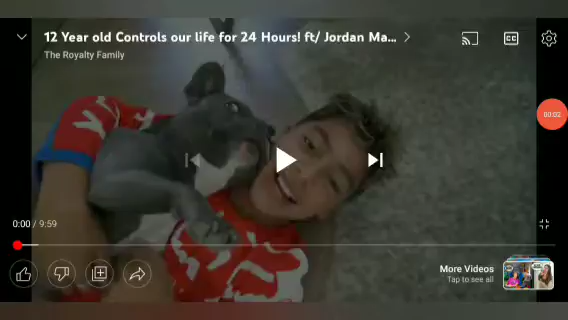 12 Year old Controls our life for 24 Hours! ft/ Jordan Ma...
The Royalty Family
00:02
0:00 / 9:59
More Videos
Tap to see all
CC